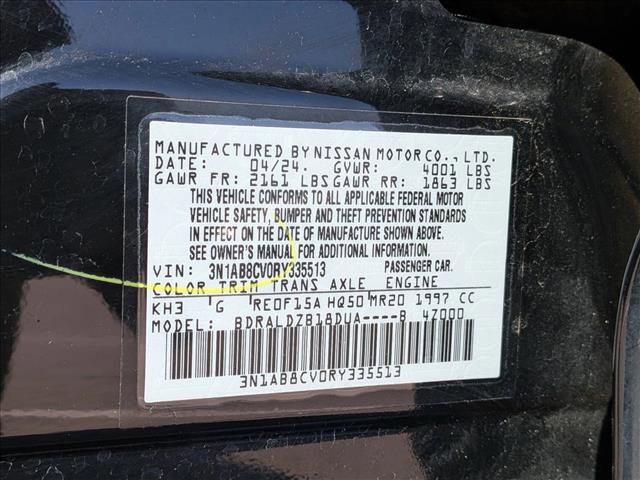 MANUFACTURED BY NISSAN MOTOR CO., LTD.
DATE: 04/24. GVWR: 4001 LBS
GAWR FR: 2161 LBS GAWR RR: 1863 LBS
THIS VEHICLE CONFORMS TO ALL APPLICABLE FEDERAL MOTOR
VEHICLE SAFETY, BUMPER AND THEFT PREVENTION STANDARDS
IN EFFECT ON THE DATE OF MANUFACTURE SHOWN ABOVE.
SEE OWNER'S MANUAL FOR ADDITIONAL INFORMATION.
VIN: 3N1AB8CV0RY335513 PASSENGER CAR.
COLOR TRIM TRANS AXLE ENGINE
KH3 'G RE0F15A HQ50 MR20 1997 CC
MODEL: BDRALDZB18DUA----B 47000
3N1AB8CV0RY335513